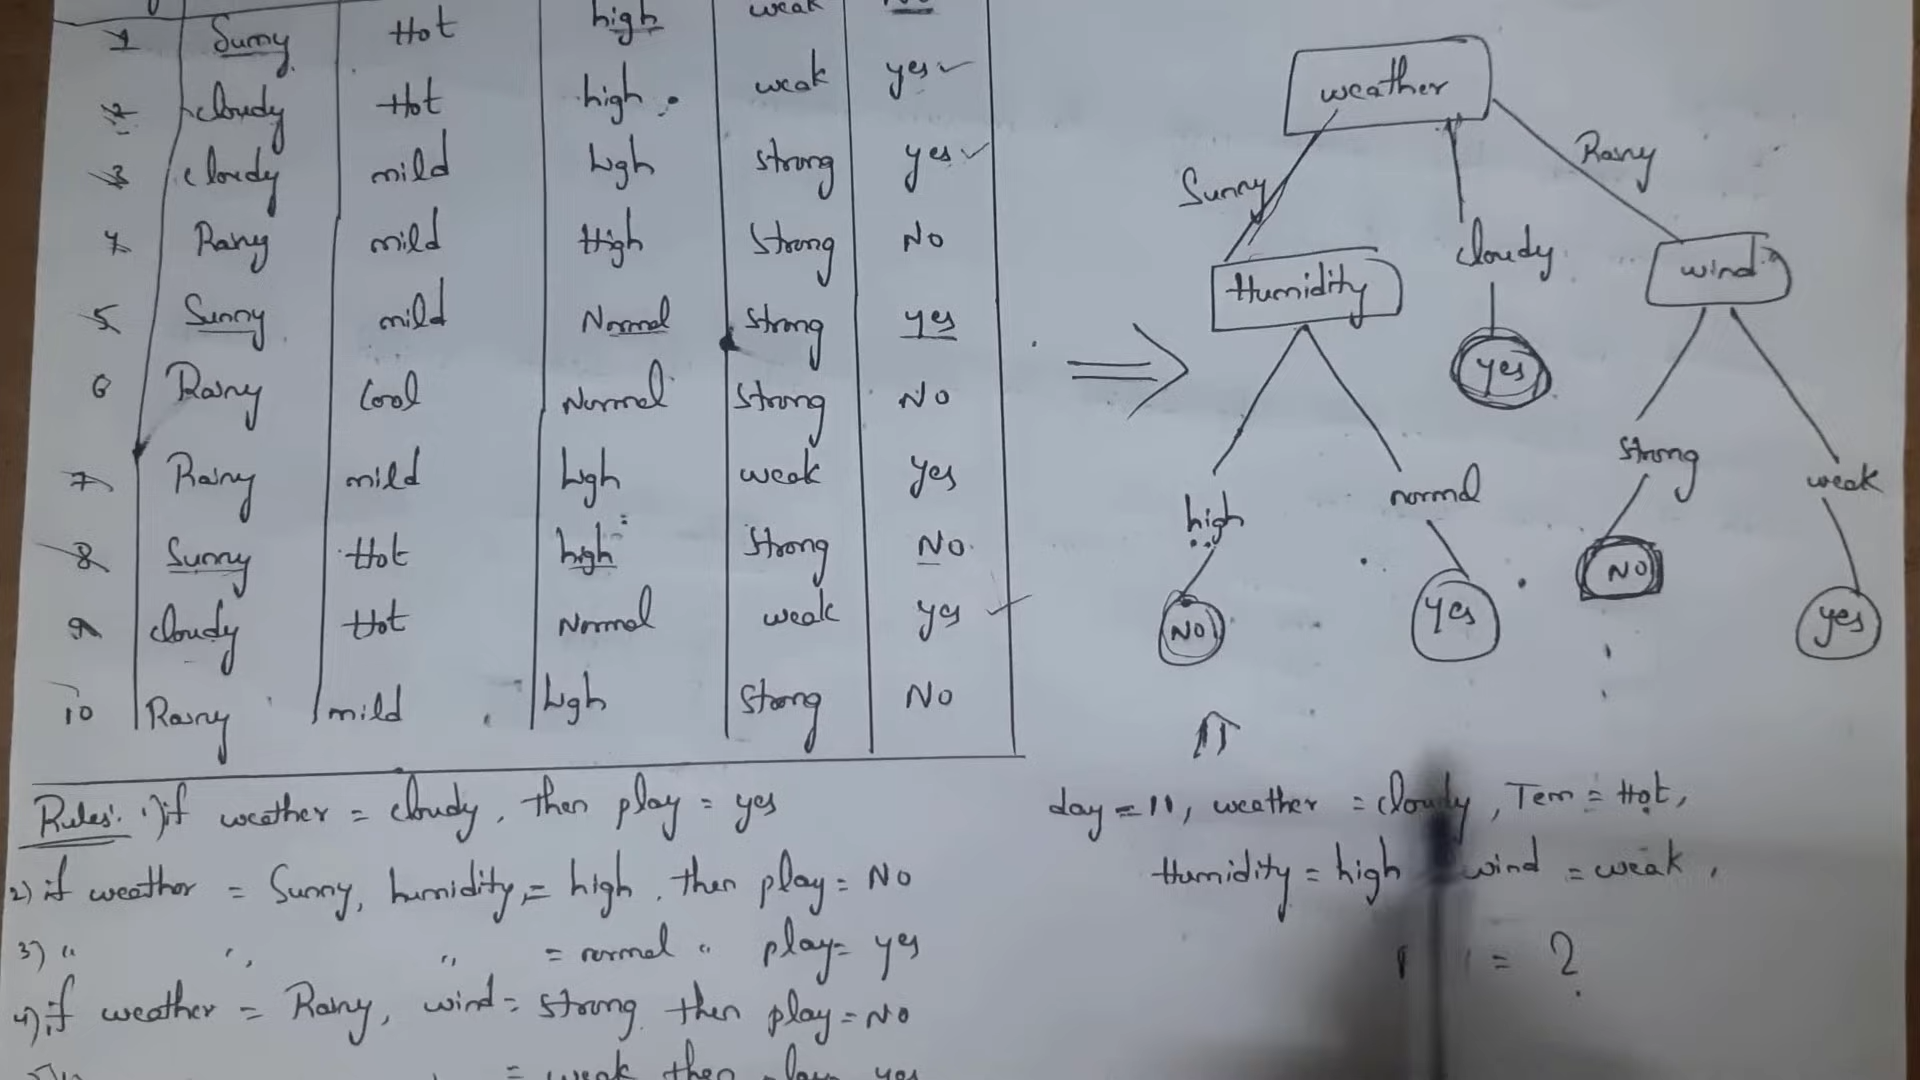 1 Sunny Hot high weak No
2 cloudy Hot high weak yes
3 cloudy mild high strong yes
4 Rainy mild High Strong No
5 Sunny mild Normal Strong yes
6 Rainy Cool Normal Strong No
7 Rainy mild high weak yes
8 Sunny Hot high Strong No
9 cloudy Hot Normal weak yes
10 Rainy mild high Strong No
Rules: 1) if weather = cloudy, then play = yes
2) if weather = Sunny, humidity = high, then play = No
3) " " " = normal " play = yes
4) if weather = Rainy, wind = strong then play = No
= weak then play yes
weather
Sunny
cloudy
Rainy
Humidity
yes
wind
high
normal
strong
weak
No
yes
No
yes
day = 11, weather = cloudy, Tem = Hot,
Humidity = high wind = weak,
= ?